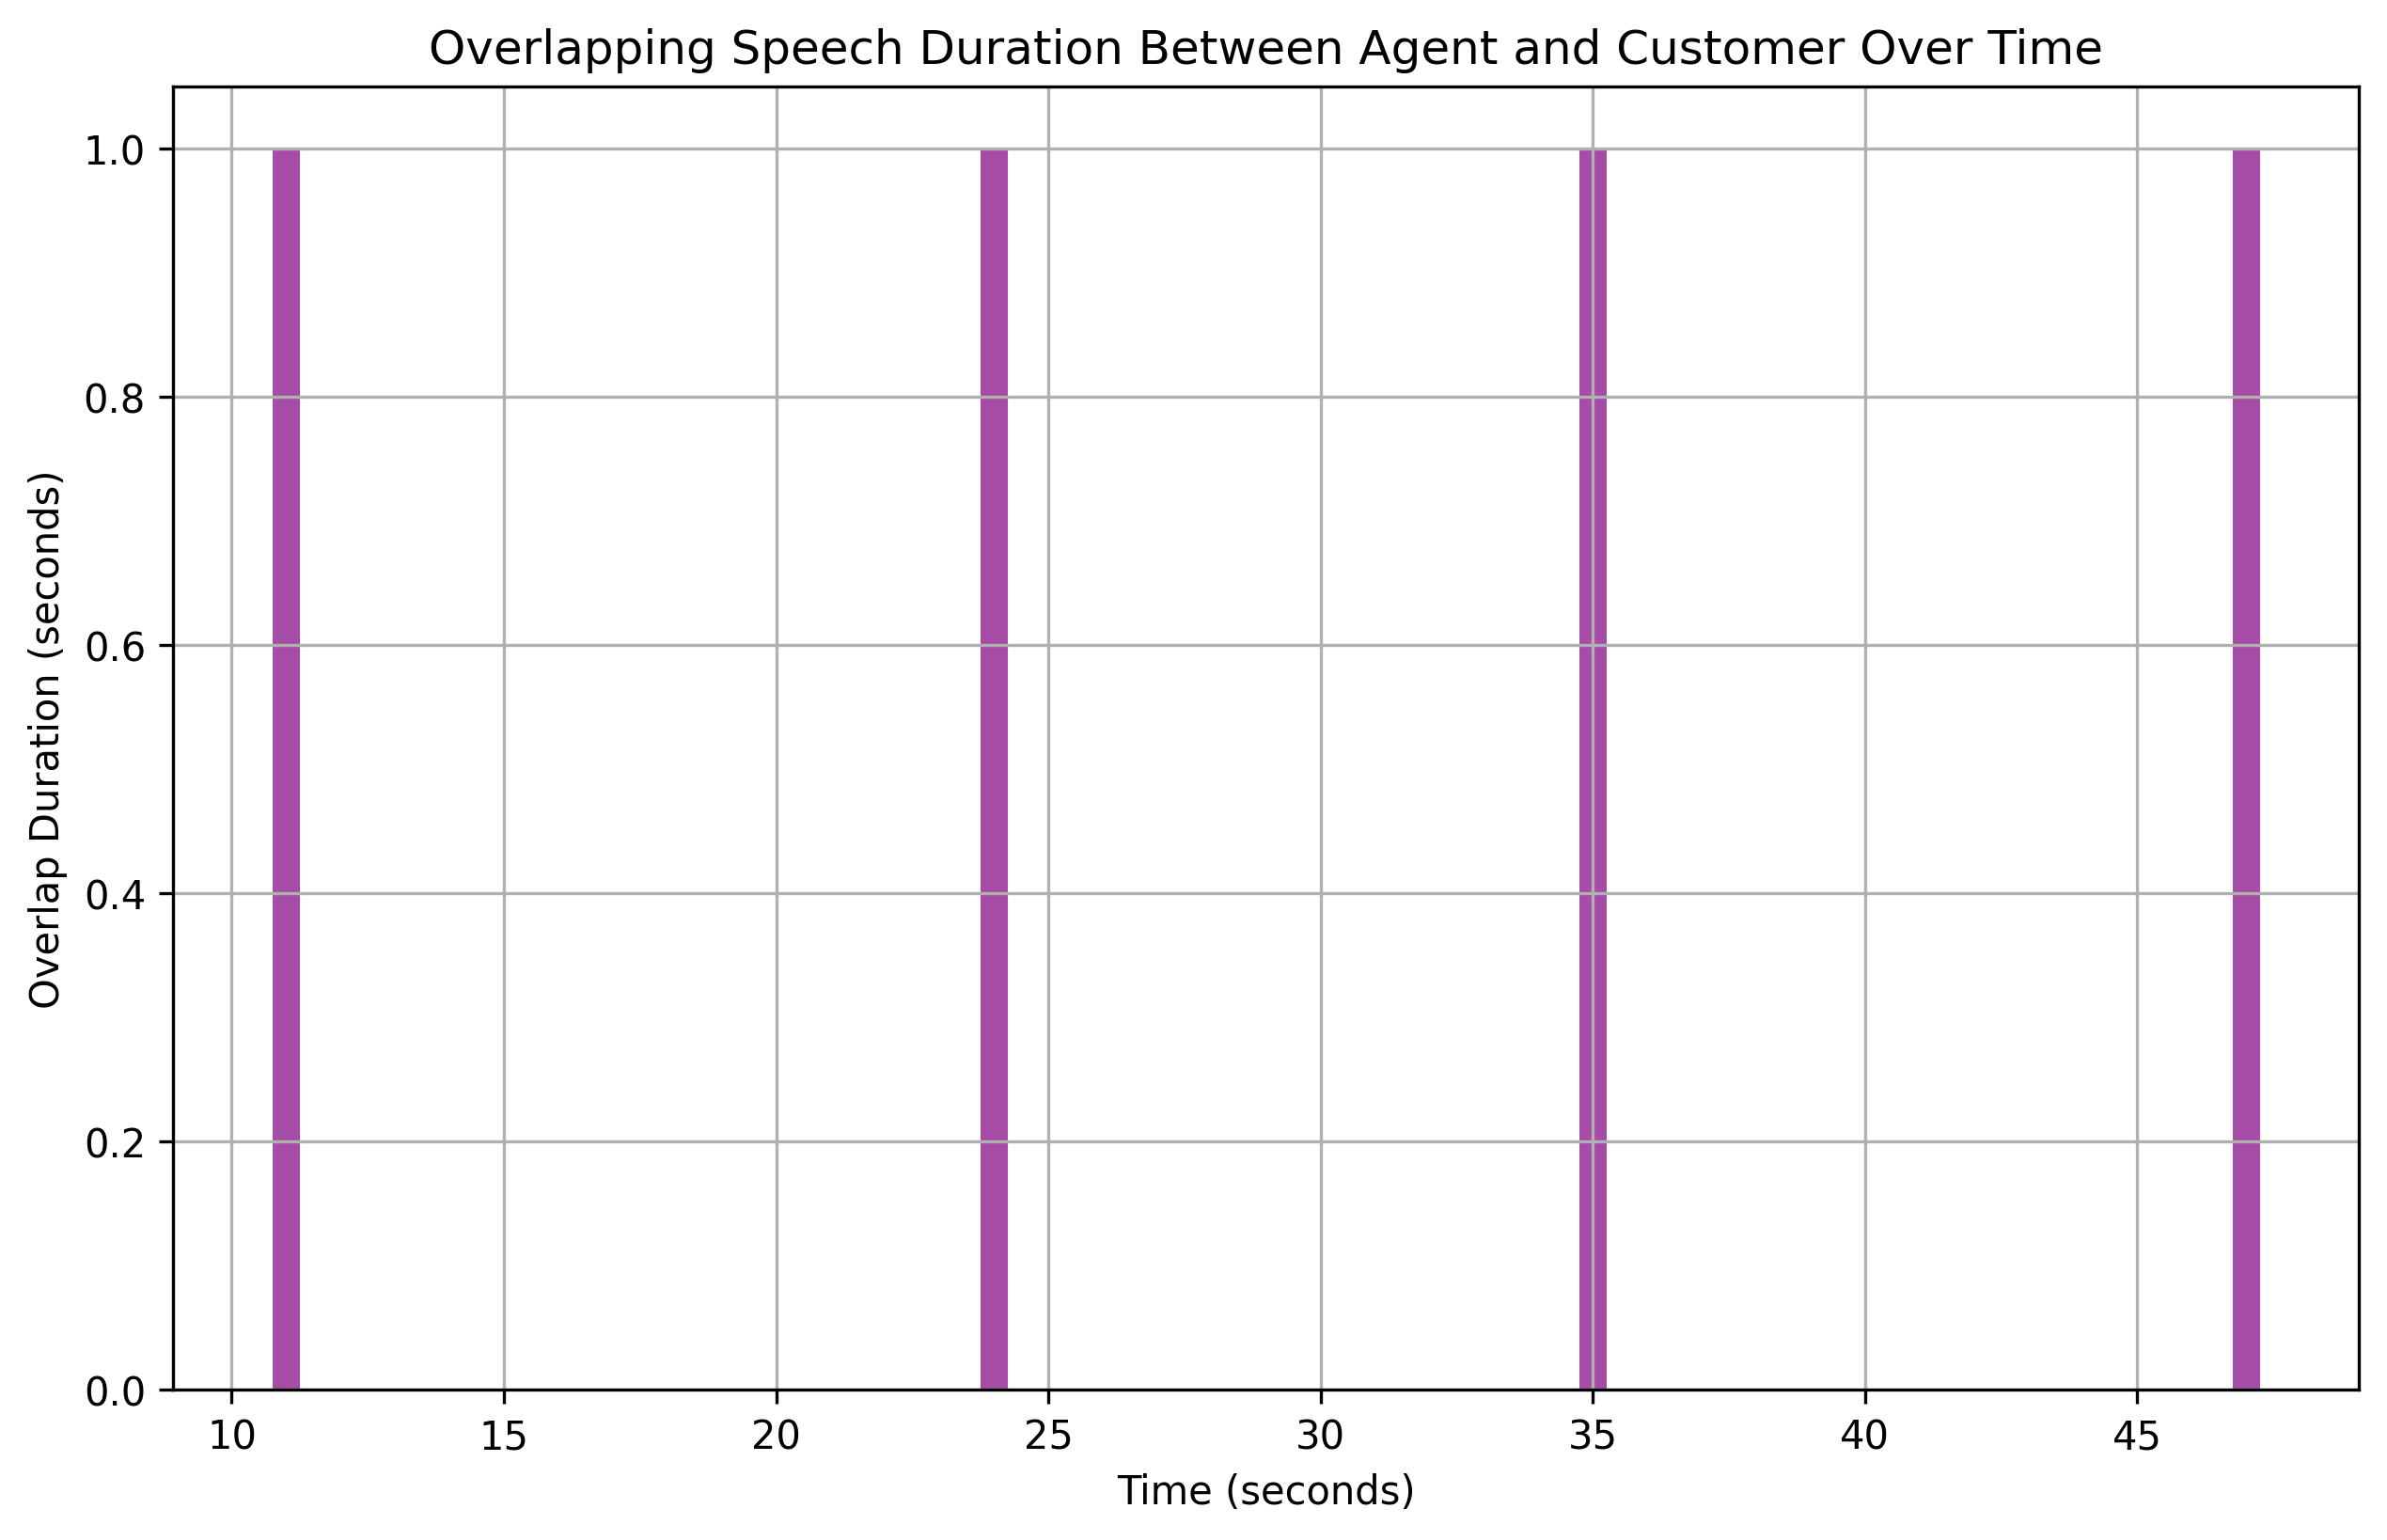 Overlapping Speech Duration Between Agent and Customer Over Time
Overlap Duration (seconds)
1.0
0.8
0.6
0.4
0.2
0.0
10 15 20 25 30 35 40 45
Time (seconds)